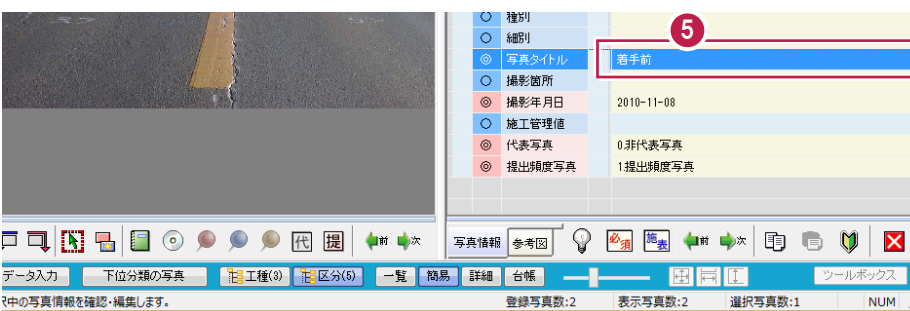 種別
細別
5
◎ 写真タイトル 着手前
撮影箇所
◎ 撮影年月日 2010-11-08
施工管理値
◎ 代表写真 0.非代表写真
◎ 提出頻度写真 1.提出頻度写真
代 提 前 次 写真情報 参考図 必須 施表 前 次
データ入力 下位分類の写真 工種(3) 区分(5) 一覧 簡易 詳細 台帳 ツールボックス
中の写真情報を確認・編集します。 登録写真数:2 表示写真数:2 選択写真数:1 NUM